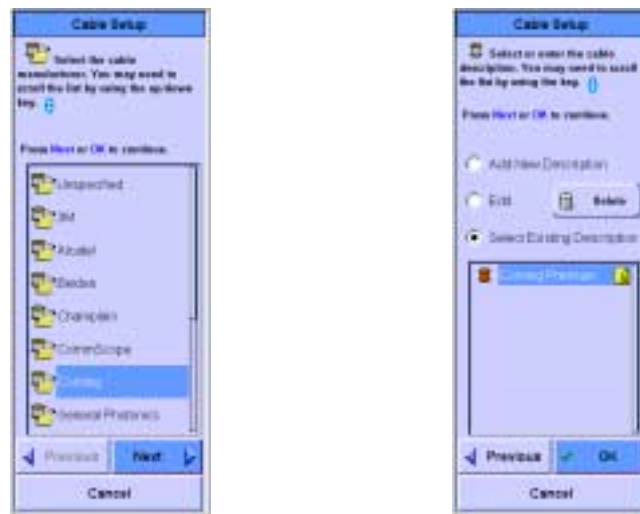 Cable Setup
Select the cable
manufacturer. You may need to
scroll the list by using the up/down
key.
Press Next or OK to continue.
Unspecified
3M
Alcatel
Belden
Champlain
CommScope
Corning
General Photonics
Previous
Next
Cancel
Cable Setup
Select or enter the cable
description. You may need to scroll
the list by using the key.
Press Next or OK to continue.
Add New Description
Edit
Delete
Select Existing Description
Corning
Previous
OK
Cancel